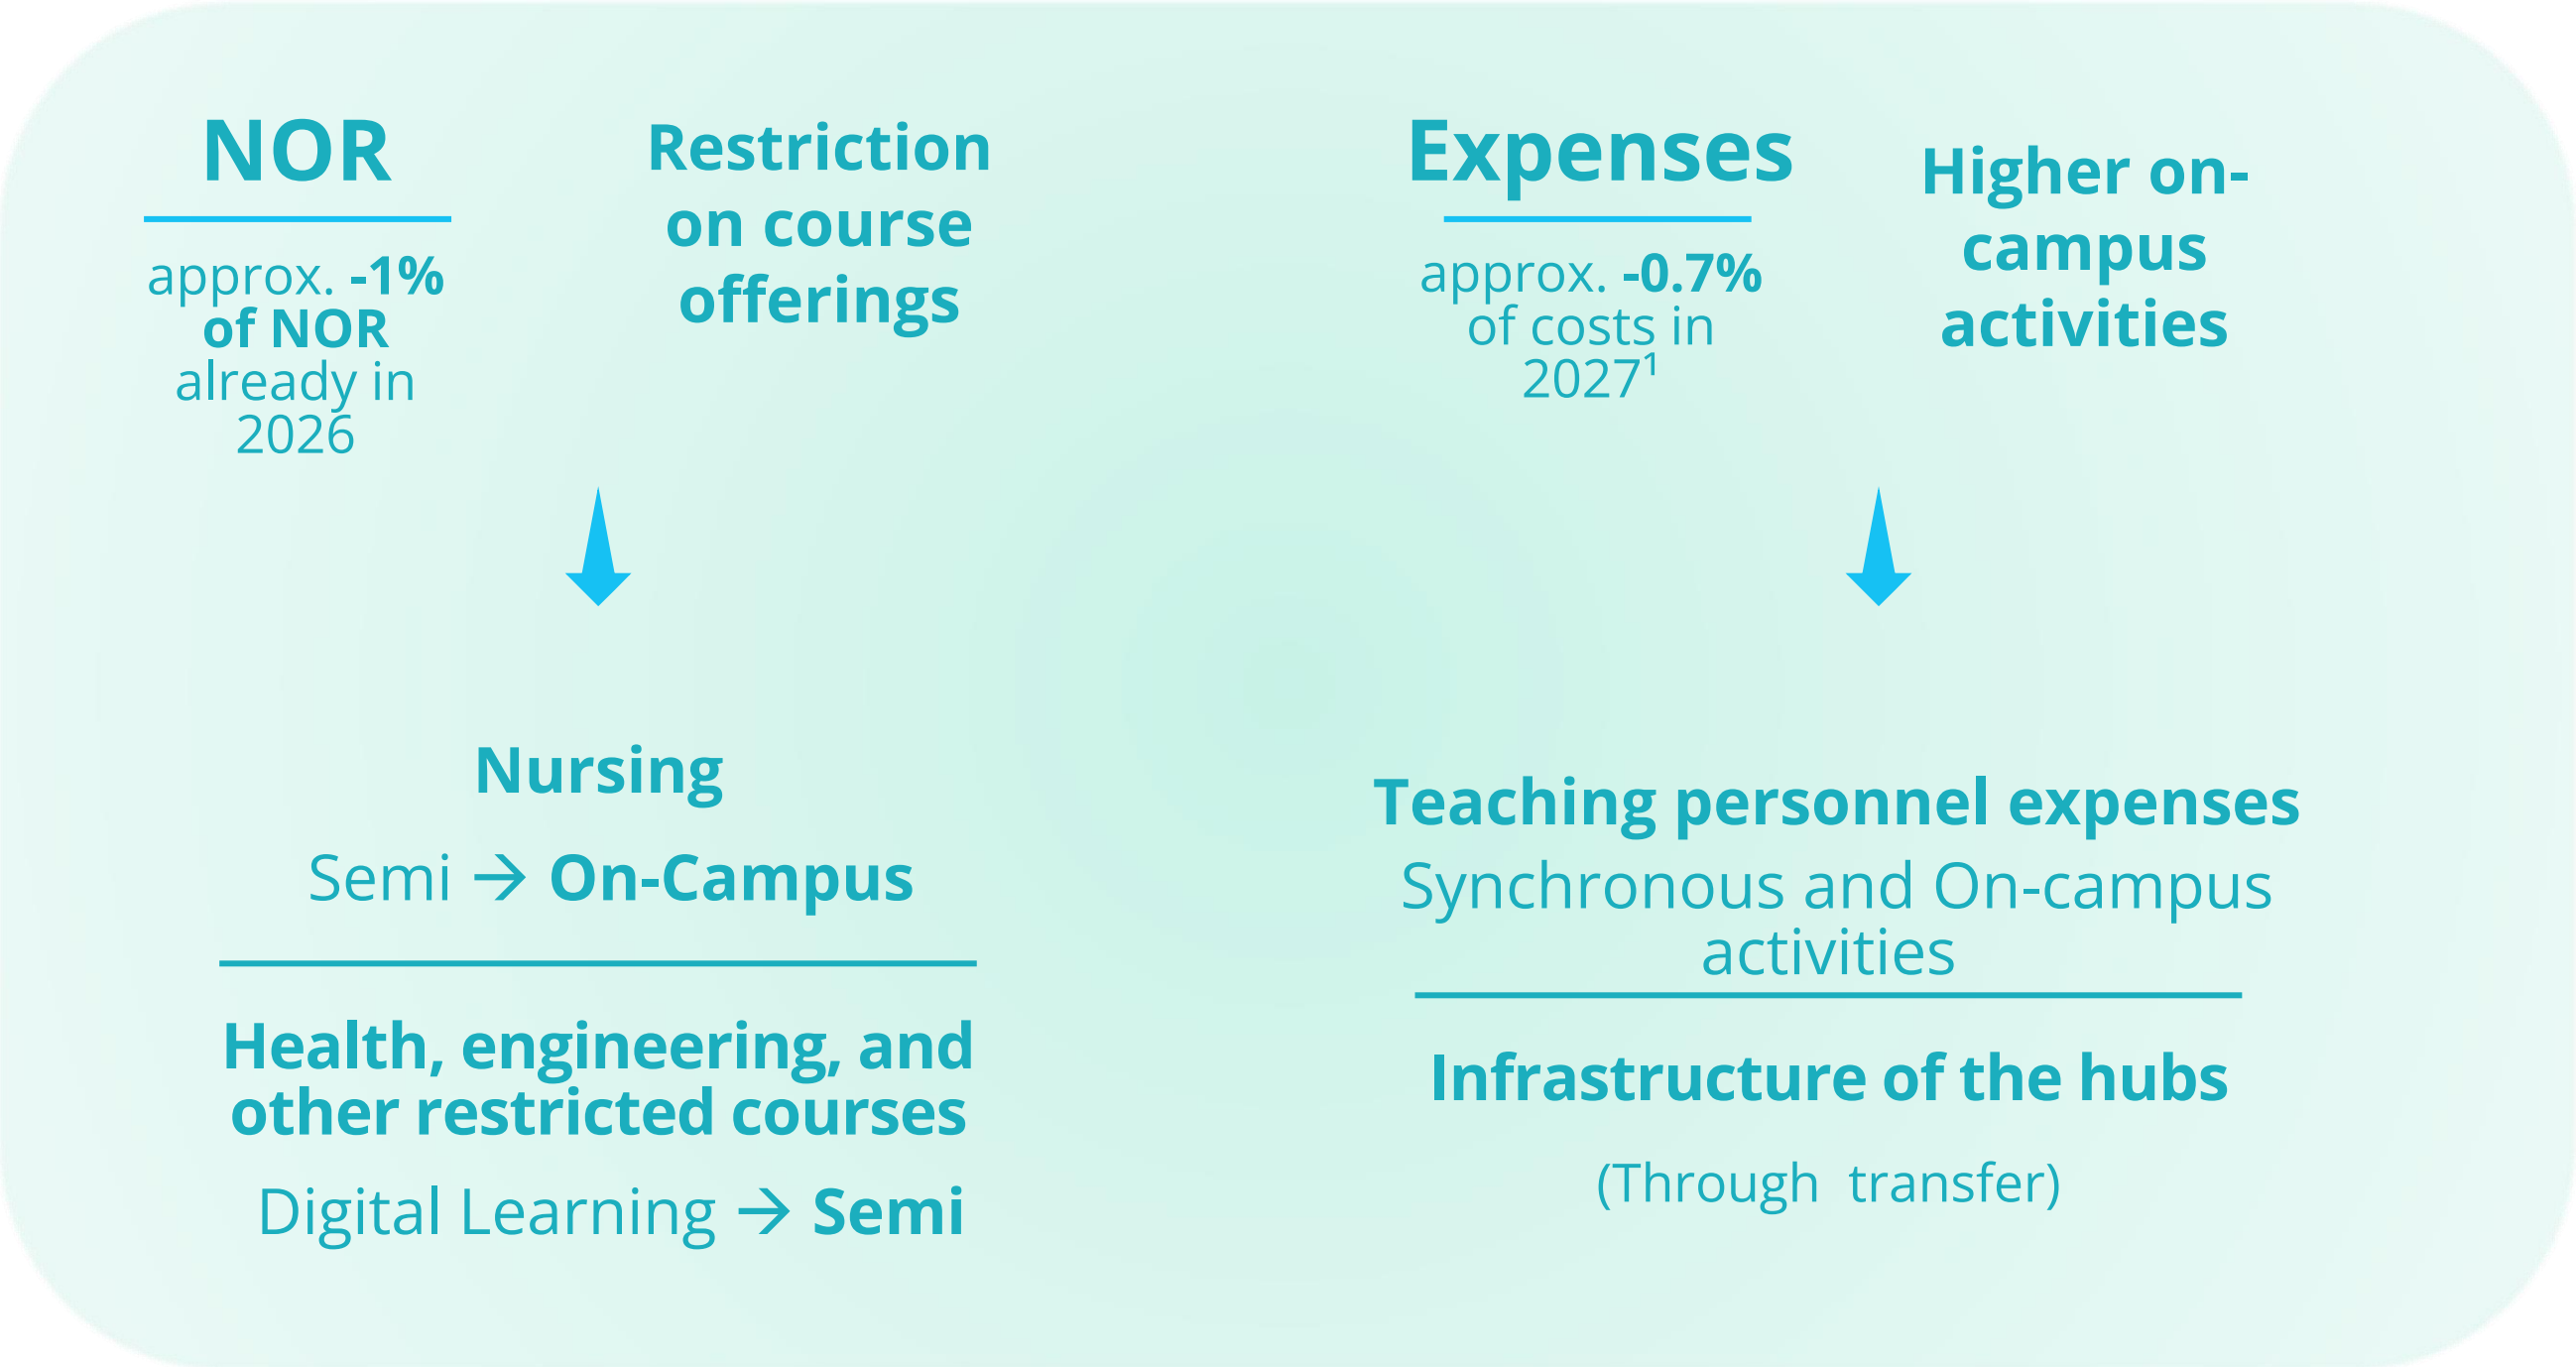 NOR
approx. -1%
of NOR
already in
2026
Restriction
on course
offerings
Nursing
Semi → On-Campus
Health, engineering, and
other restricted courses
Digital Learning → Semi
Expenses
approx. -0.7%
of costs in
2027¹
Higher on-
campus
activities
Teaching personnel expenses
Synchronous and On-campus
activities
Infrastructure of the hubs
(Through transfer)